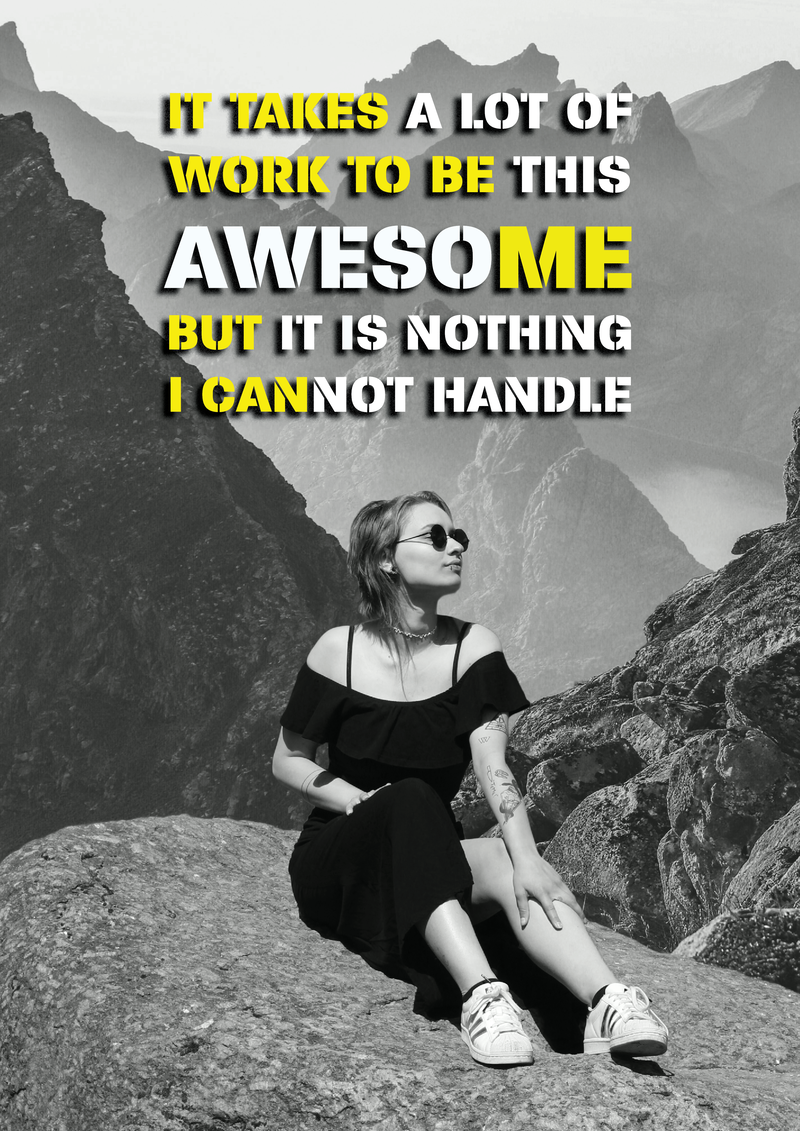 IT TAKES A LOT OF
WORK TO BE THIS
AWESOME
BUT IT IS NOTHING
I CANNOT HANDLE